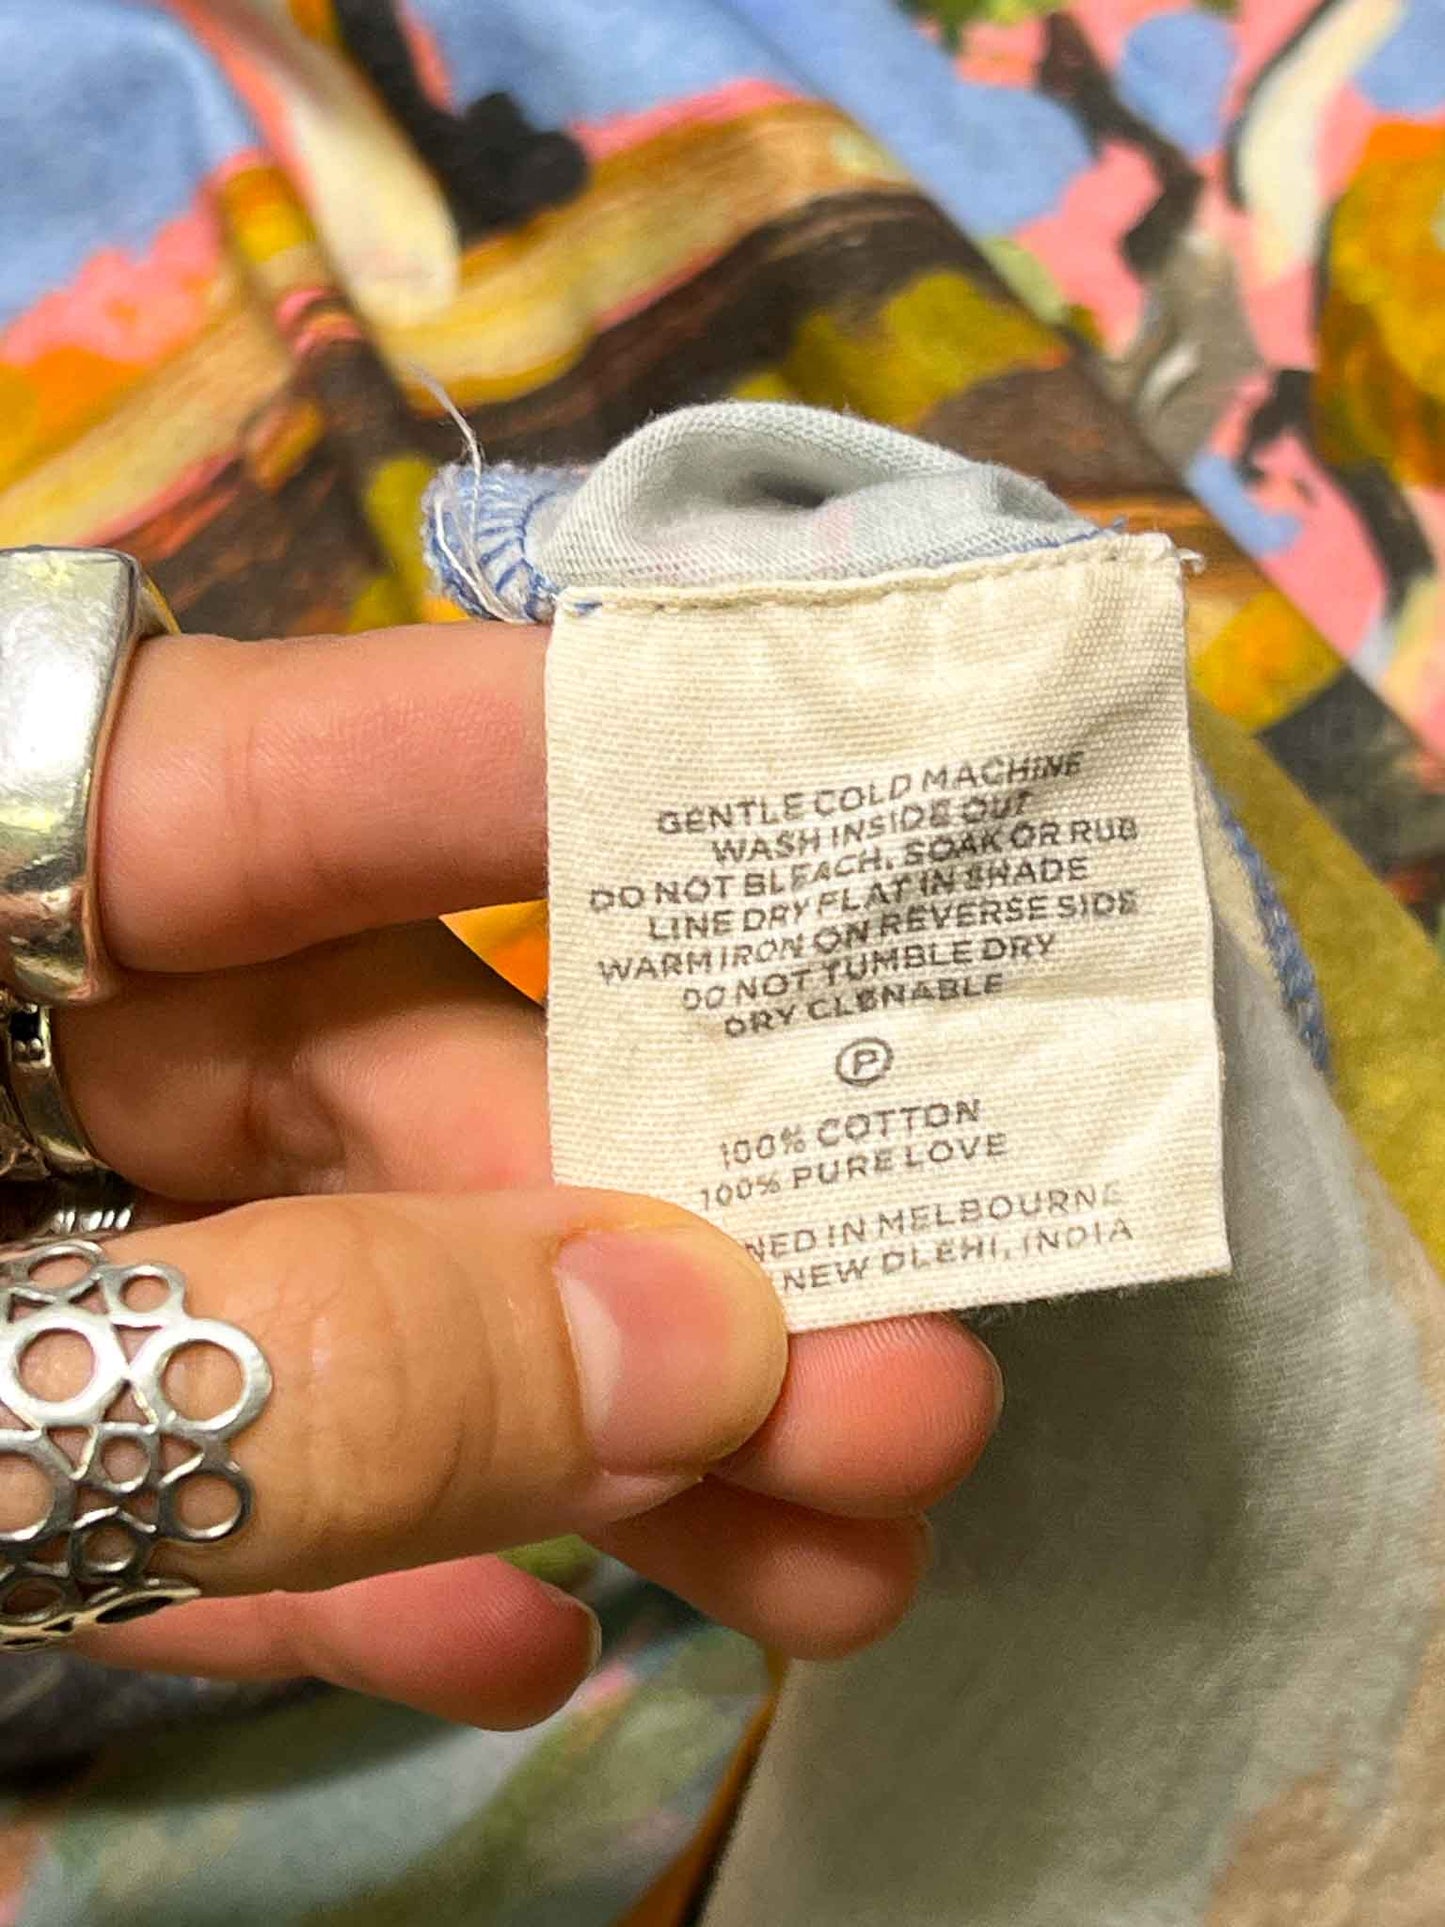 GENTLE COLD MACHINE
WASH INSIDE OUT
DO NOT BLEACH, SOAK OR RUB
LINE DRY FLAT IN SHADE
WARM IRON ON REVERSE SIDE
DO NOT TUMBLE DRY
DRY CLENABLE
P
100% COTTON
100% PURE LOVE
NED IN MELBOURNE
NEW DLEHI, INDIA